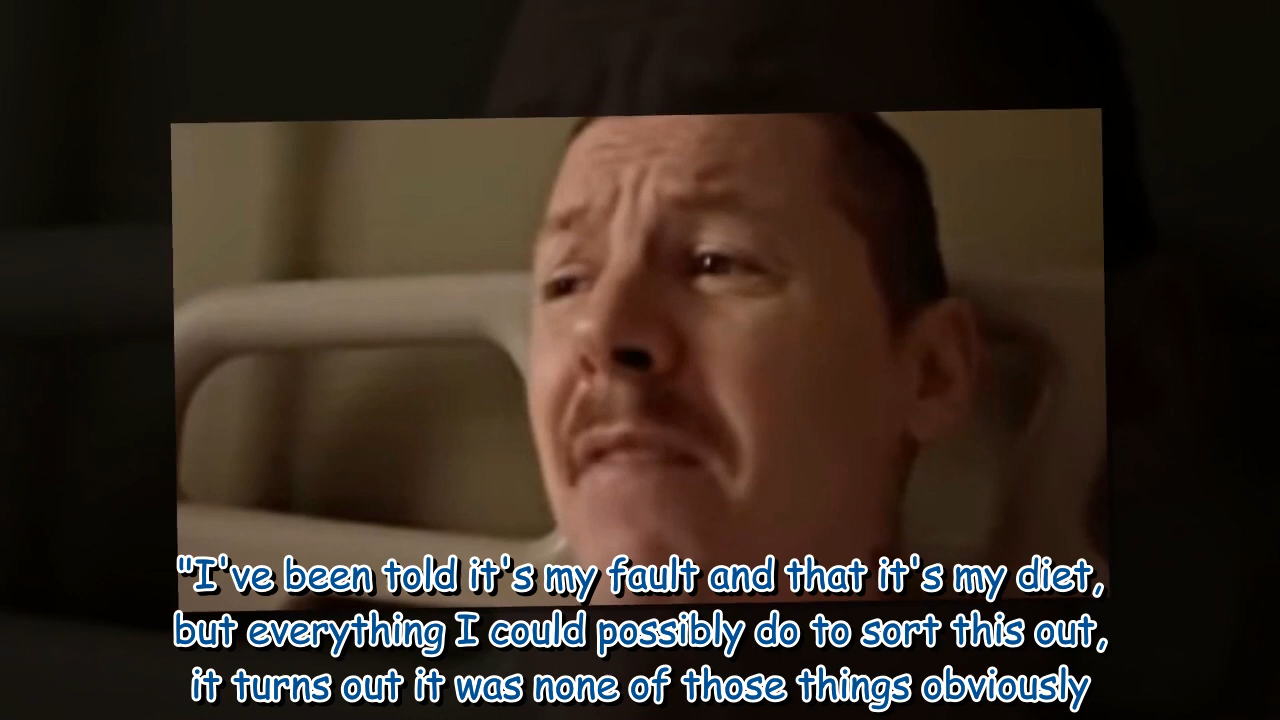 "I've been told it's my fault and that it's my diet,
but everything I could possibly do to sort this out,
it turns out it was none of those things obviously